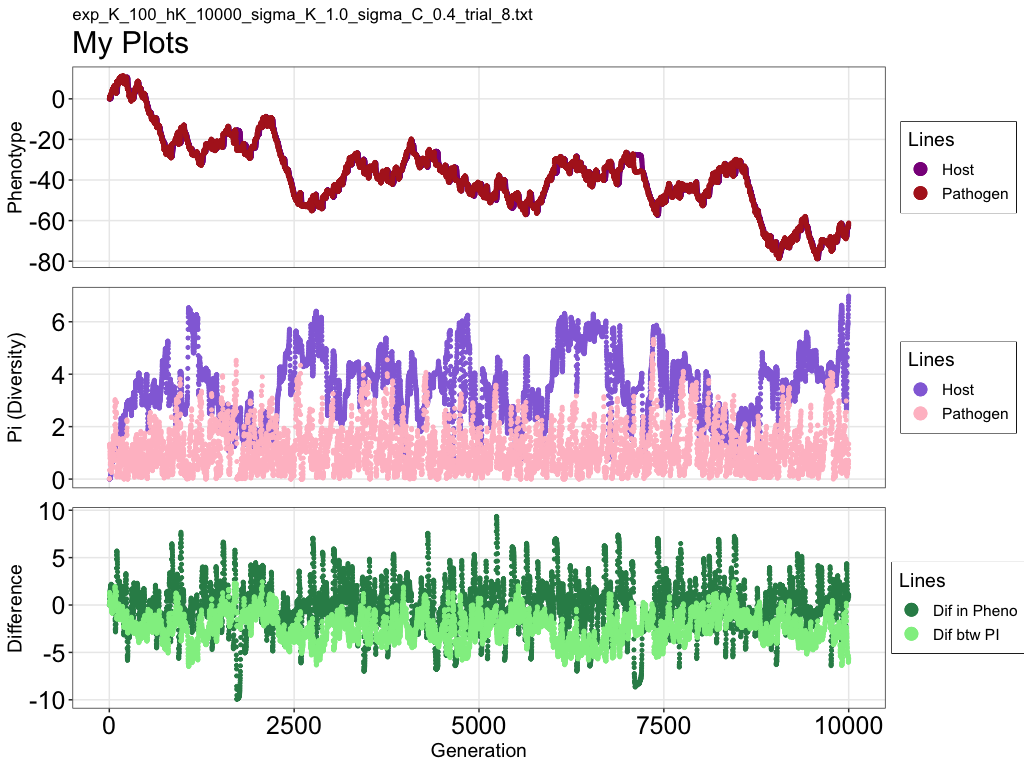 exp_K_100_hK_10000_sigma_K_1.0_sigma_C_0.4_trial_8.txt
My Plots
Phenotype
0
-20
-40
-60
-80
Lines
Host
Pathogen
Pi (Diversity)
6
4
2
0
Lines
Host
Pathogen
Difference
10
5
0
-5
-10
Lines
Dif in Pheno
Dif btw PI
0 2500 5000 7500 10000
Generation